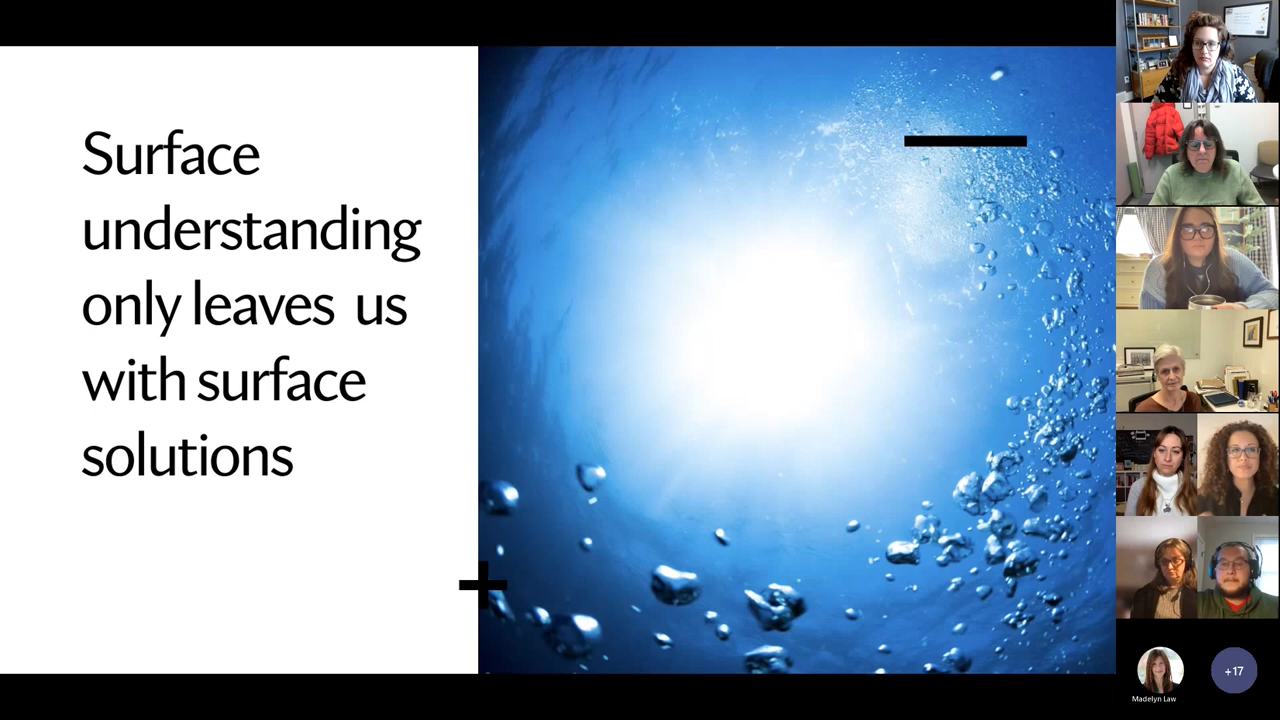 Surface
understanding
only leaves us
with surface
solutions
Madelyn Law
+17